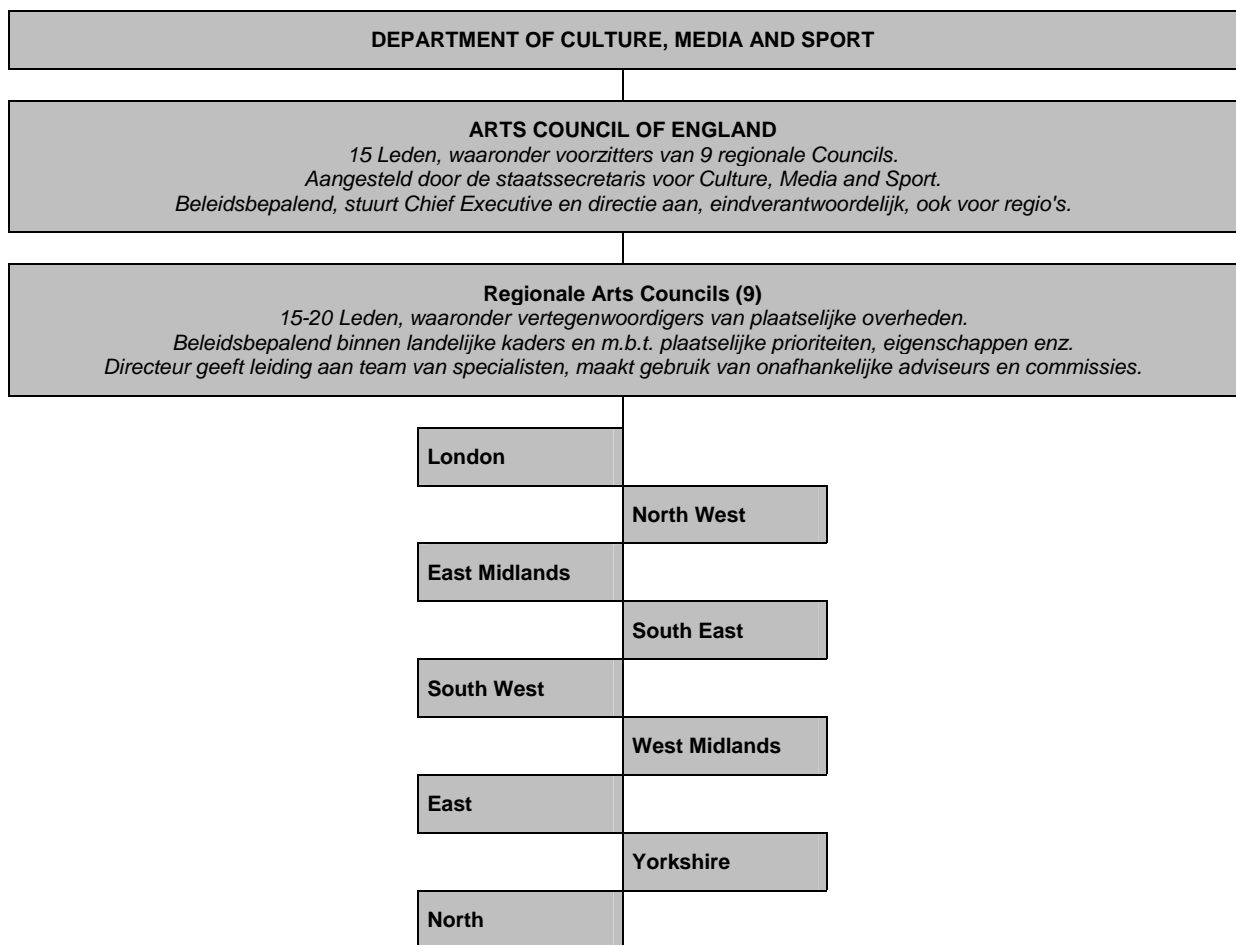 DEPARTMENT OF CULTURE, MEDIA AND SPORT
ARTS COUNCIL OF ENGLAND
15 Leden, waaronder voorzitters van 9 regionale Councils.
Aangesteld door de staatssecretaris voor Culture, Media and Sport.
Beleidsbepalend, stuurt Chief Executive en directie aan, eindverantwoordelijk, ook voor regio's.
Regionale Arts Councils (9)
15-20 Leden, waaronder vertegenwoordigers van plaatselijke overheden.
Beleidsbepalend binnen landelijke kaders en m.b.t. plaatselijke prioriteiten, eigenschappen enz.
Directeur geeft leiding aan team van specialisten, maakt gebruik van onafhankelijke adviseurs en commissies.
London
North West
East Midlands
South East
South West
West Midlands
East
Yorkshire
North